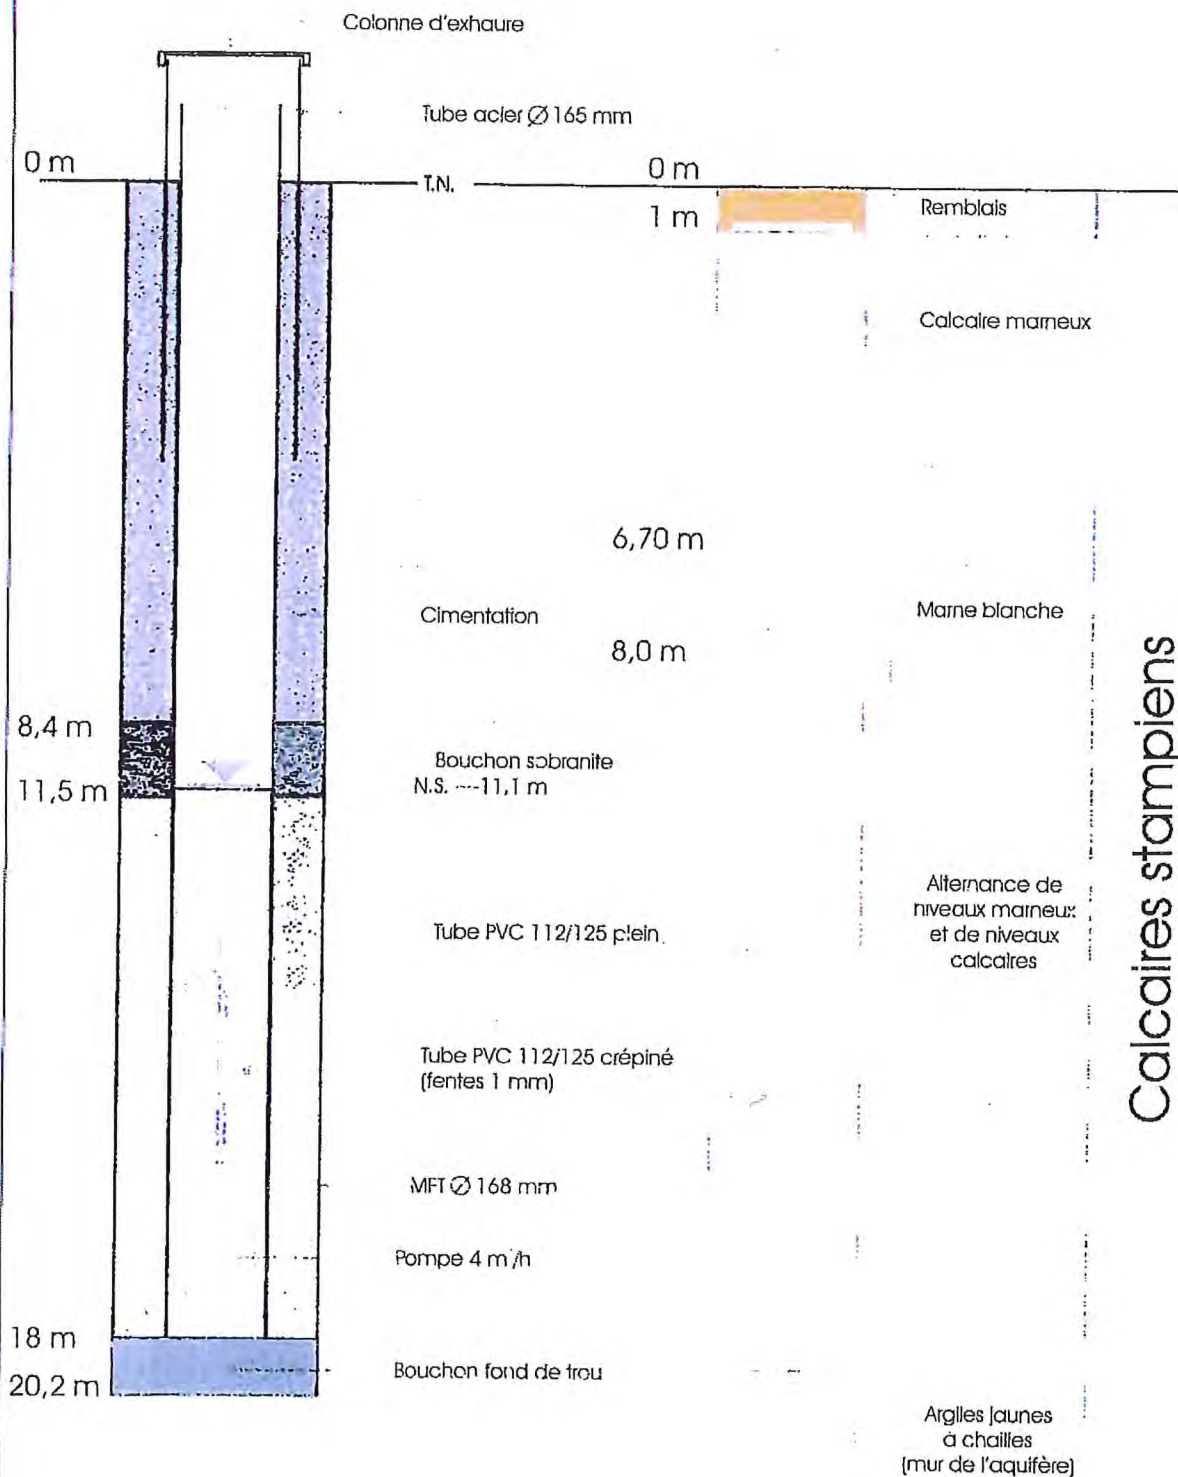 Colonne d'exhaure
Tube acier Ø 165 mm
0 m
T.N.
0 m
1 m
Remblais
Calcaire marneux
6,70 m
Cimentation
Marne blanche
8,0 m
8,4 m
Bouchon sobranite
11,5 m
N.S. ---11,1 m
Alternance de
niveaux marneux
et de niveaux
calcaires
Tube PVC 112/125 plein
Calcaires stampiens
Tube PVC 112/125 crépiné
(fentes 1 mm)
MFT Ø 168 mm
Pompe 4 m³/h
18 m
Bouchon fond de trou
20,2 m
Argiles jaunes
à chailles
(mur de l'aquifère)